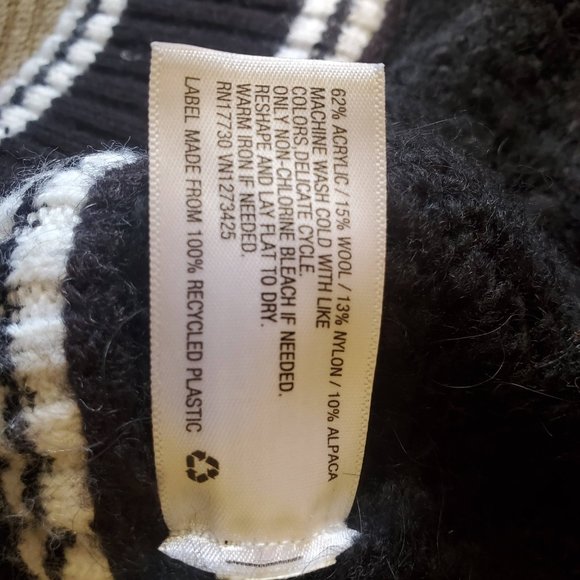 62% ACRYLIC / 15% WOOL / 13% NYLON / 10% ALPACA
MACHINE WASH COLD WITH LIKE
COLORS, DELICATE CYCLE.
ONLY NON-CHLORINE BLEACH IF NEEDED.
RESHAPE AND LAY FLAT TO DRY.
WARM IRON IF NEEDED.
RN17730 VN1273425
LABEL MADE FROM 100% RECYCLED PLASTIC